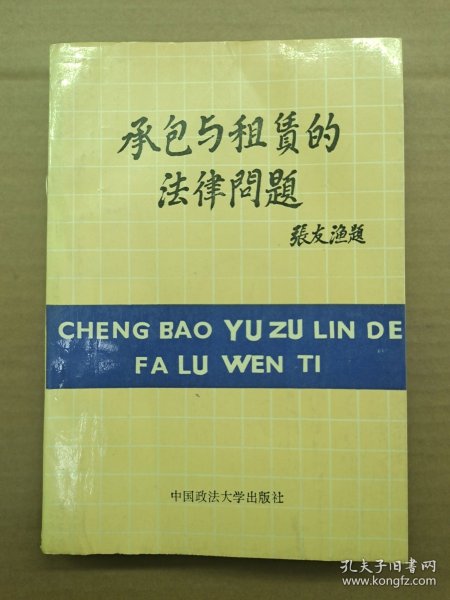 承包与租賃的
法律問題
張友漁題
CHENG BAO YU ZU LIN DE
FA LU WEN TI
中国政法大学出版社
孔夫子旧书网
www.kongfz.com